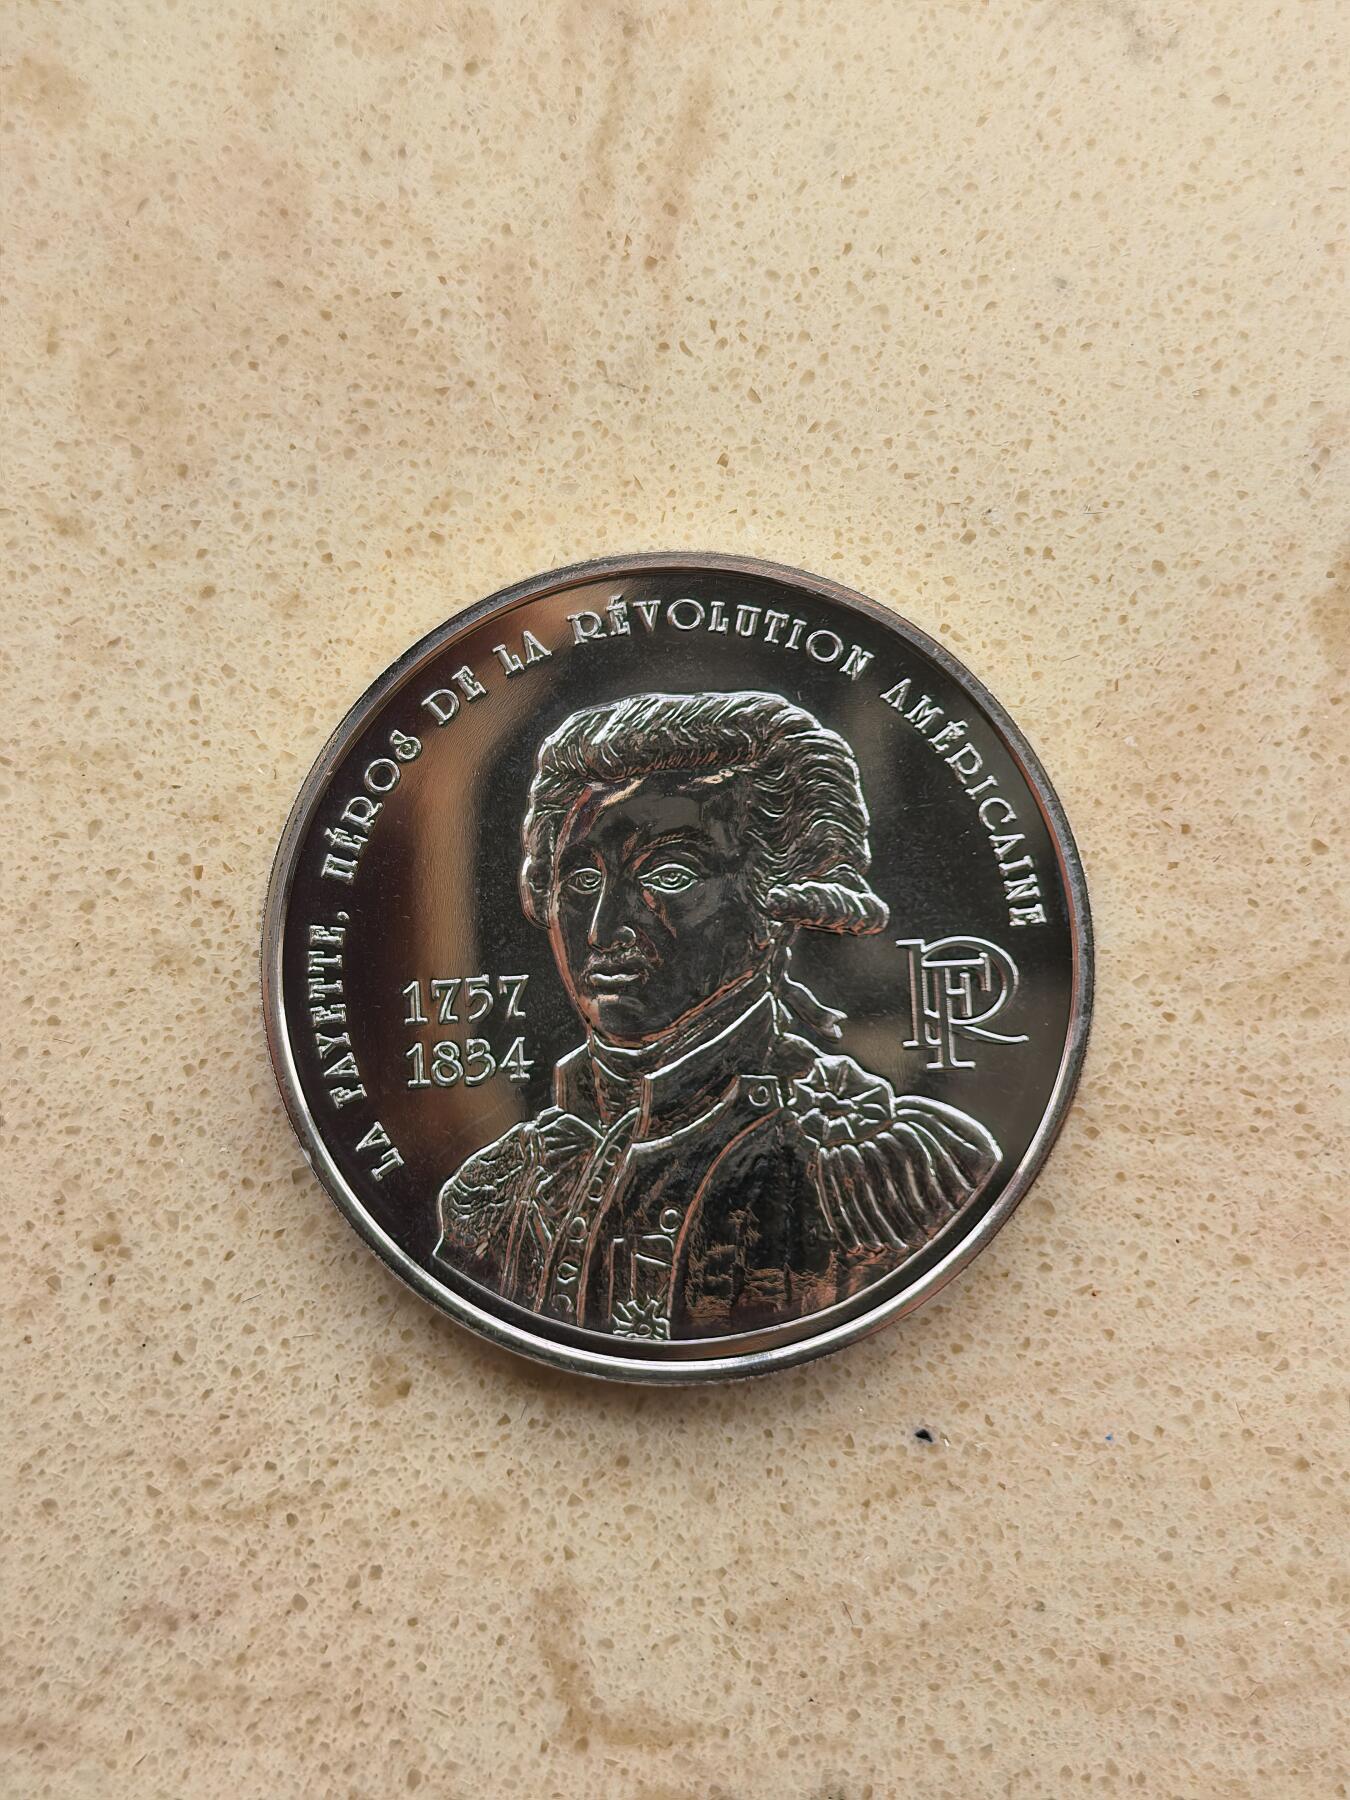 LA FAYETTE, HÉROS DE LA RÉVOLUTION AMÉRICAINE
1757
1834
RF